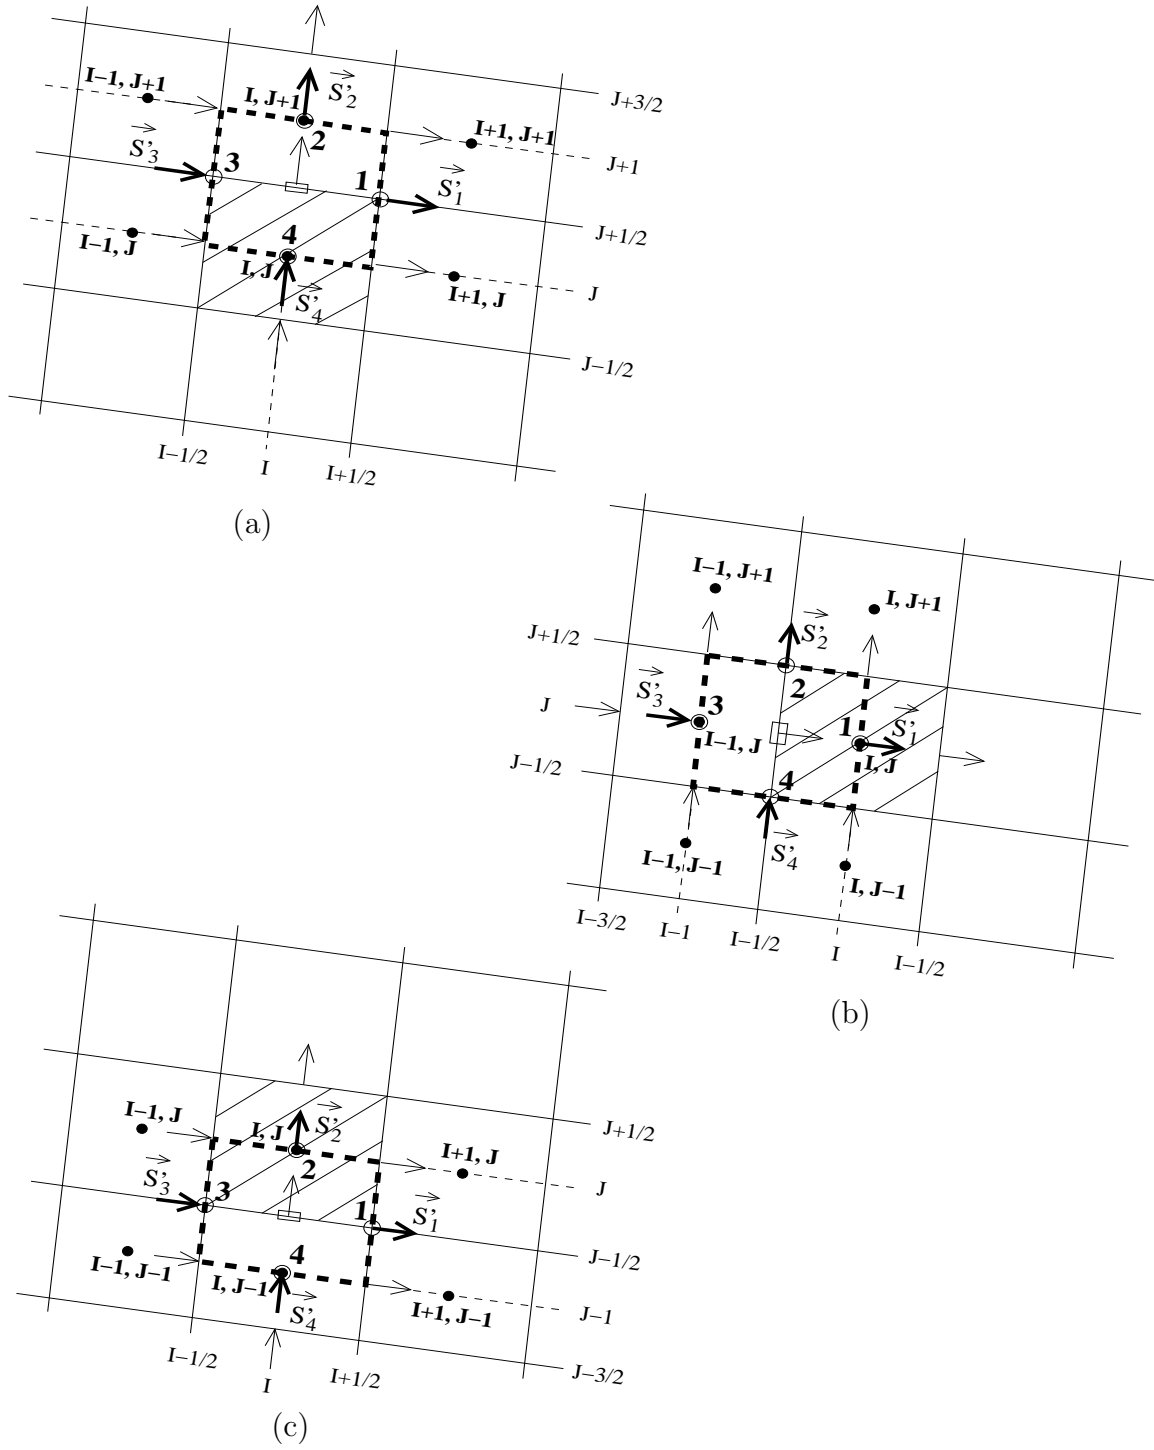 J+3/2
I–1, J+1
I, J+1
S'2
I+1, J+1
2
J+1
S'3
3
1
S'1
J+1/2
I–1, J
4
I, J
S'4
I+1, J
J
J–1/2
I–1/2
I
I+1/2
(a)
I–1, J+1
I, J+1
J+1/2
S'2
S'3
2
J
3
I–1, J
1
S'1
I, J
J–1/2
4
I–1, J–1
S'4
I, J–1
I–3/2
I–1
I–1/2
I
I–1/2
(b)
I–1, J
I, J
S'2
J+1/2
I+1, J
2
S'3
3
J
1
S'1
I–1, J–1
4
J–1/2
I, J–1
S'4
I+1, J–1
J–1
I–1/2
I
I+1/2
J–3/2
(c)